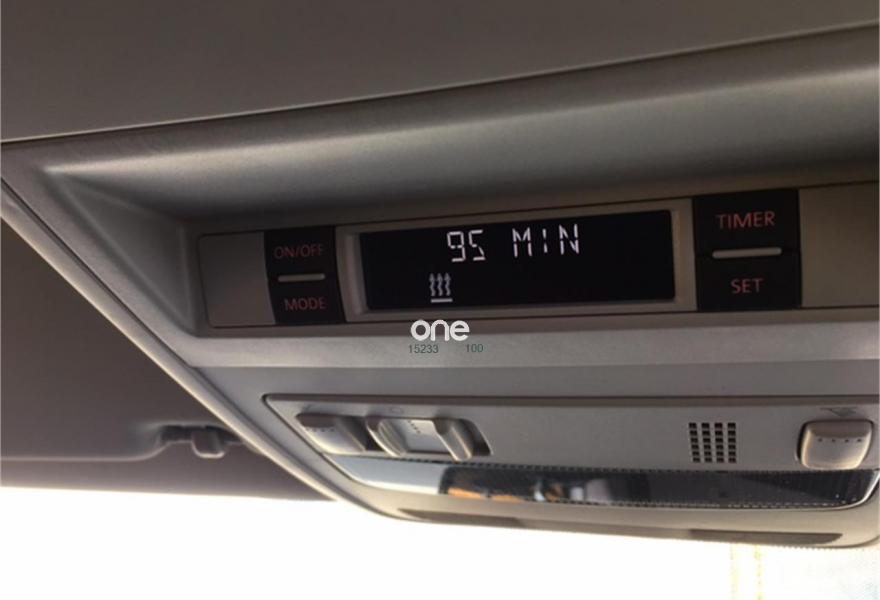 95 MIN
ON/OFF
MODE
TIMER
SET
one
15233 100